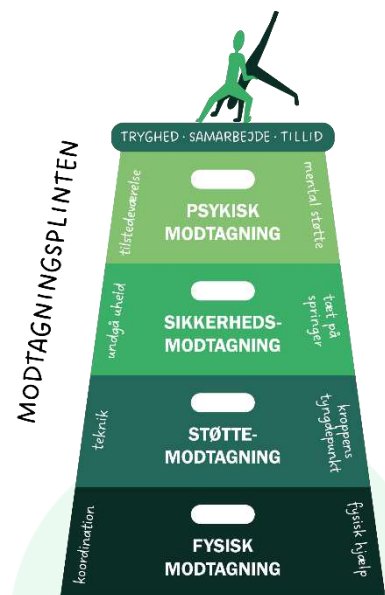 MODTAGNINGSPLINTEN
TRYGHED · SAMARBEJDE · TILLID
tilstedeværelse
PSYKISK
MODTAGNING
mental støtte
undgå uheld
SIKKERHEDS-
MODTAGNING
tæt på
springer
teknik
STØTTE-
MODTAGNING
kroppens
tyngdepunkt
koordination
FYSISK
MODTAGNING
fysisk hjælp